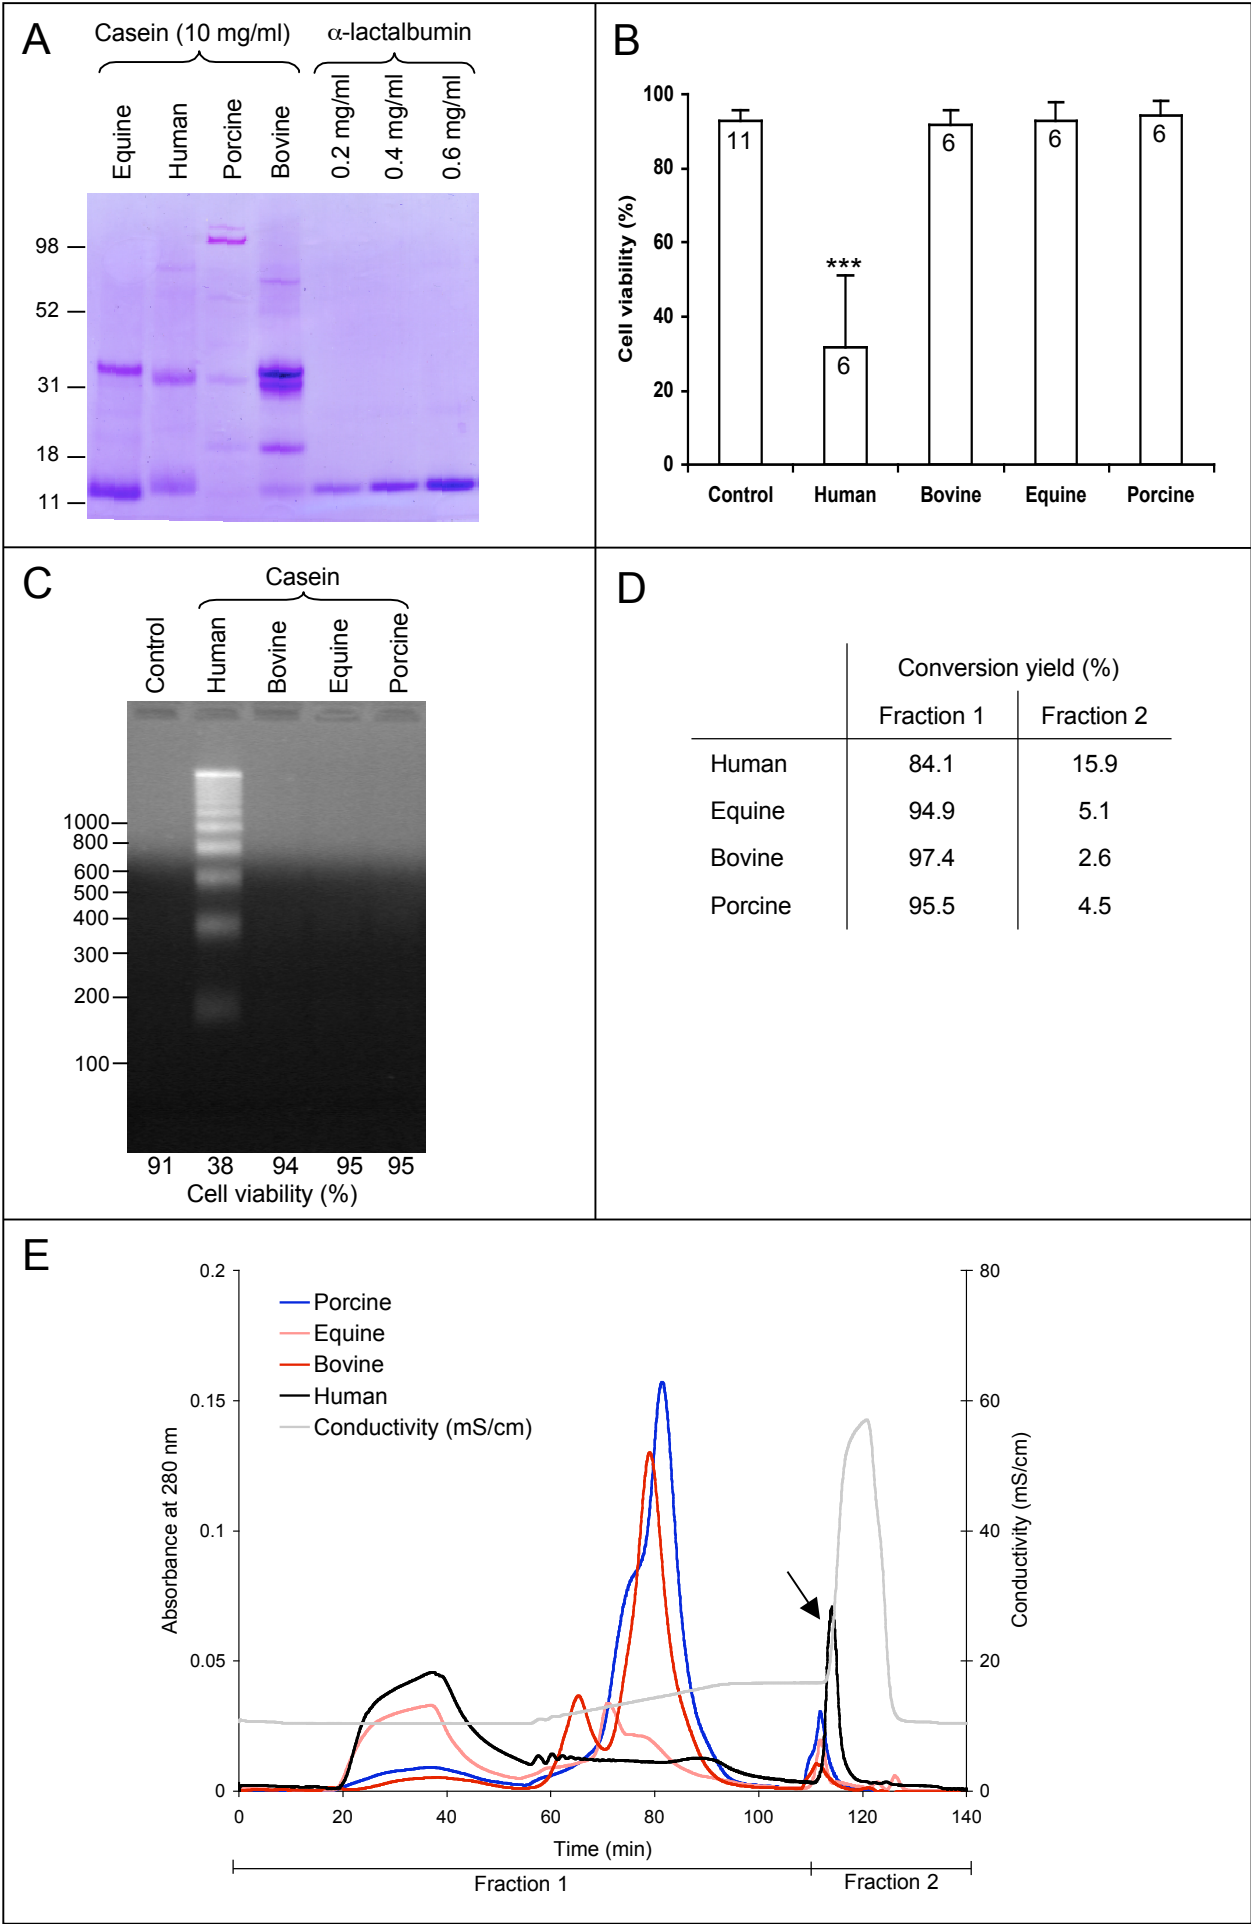 A
Casein (10 mg/ml)
α-lactalbumin
Equine
Human
Porcine
Bovine
0.2 mg/ml
0.4 mg/ml
0.6 mg/ml
98
52
31
18
11
B
Cell viability (%)
100
80
60
40
20
0
11
***
6
6
6
6
Control Human Bovine Equine Porcine
C
Casein
Control
Human
Bovine
Equine
Porcine
1000
800
600
500
400
300
200
100
91 38 94 95 95
Cell viability (%)
D
Conversion yield (%)
Fraction 1 Fraction 2
Human 84.1 15.9
Equine 94.9 5.1
Bovine 97.4 2.6
Porcine 95.5 4.5
E
Absorbance at 280 nm
0.2
0.15
0.1
0.05
0
Porcine
Equine
Bovine
Human
Conductivity (mS/cm)
80
60
40
20
0
Conductivity (mS/cm)
0 20 40 60 80 100 120 140
Time (min)
Fraction 1 Fraction 2